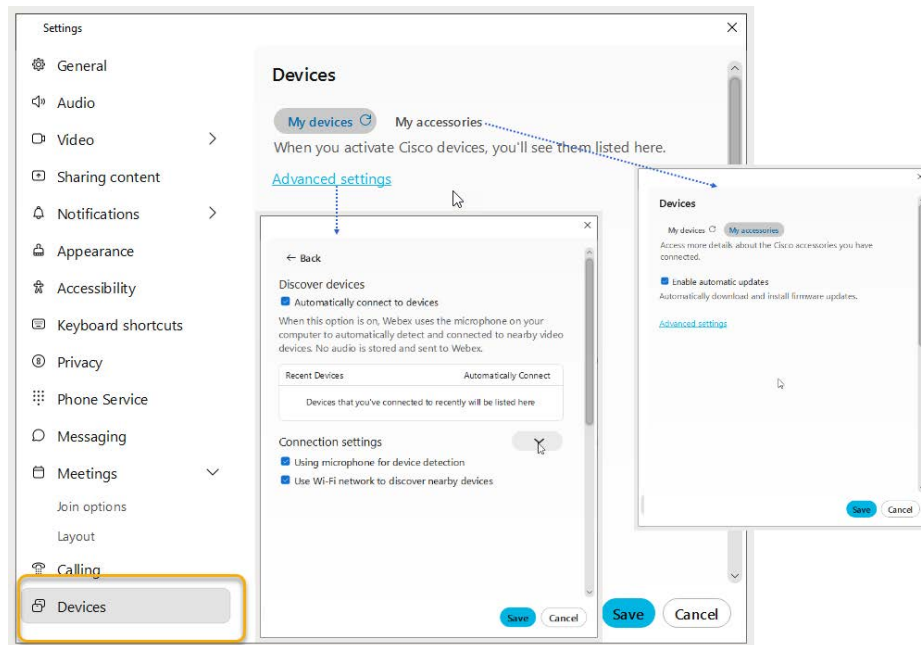 Settings
General
Audio
Video
Sharing content
Notifications
Appearance
Accessibility
Keyboard shortcuts
Privacy
Phone Service
Messaging
Meetings
Join options
Layout
Calling
Devices
Devices
My devices My accessories
When you activate Cisco devices, you'll see them listed here.
Advanced settings
Back
Discover devices
Automatically connect to devices
When this option is on, Webex uses the microphone on your
computer to automatically detect and connected to nearby video
devices. No audio is stored and sent to Webex.
Recent Devices Automatically Connect
Devices that you've connected to recently will be listed here
Connection settings
Using microphone for device detection
Use Wi-Fi network to discover nearby devices
Save Cancel
Devices
My devices My accessories
Access more details about the Cisco accessories you have
connected.
Enable automatic updates
Automatically download and install firmware updates.
Advanced settings
Save Cancel
Save Cancel